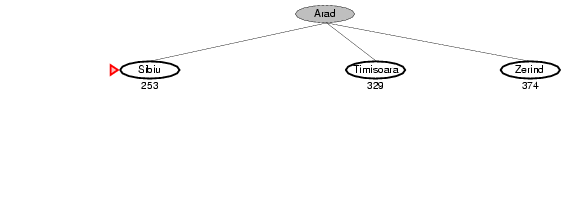 Arad
Sibiu
Timisoara
Zerind
253
329
374